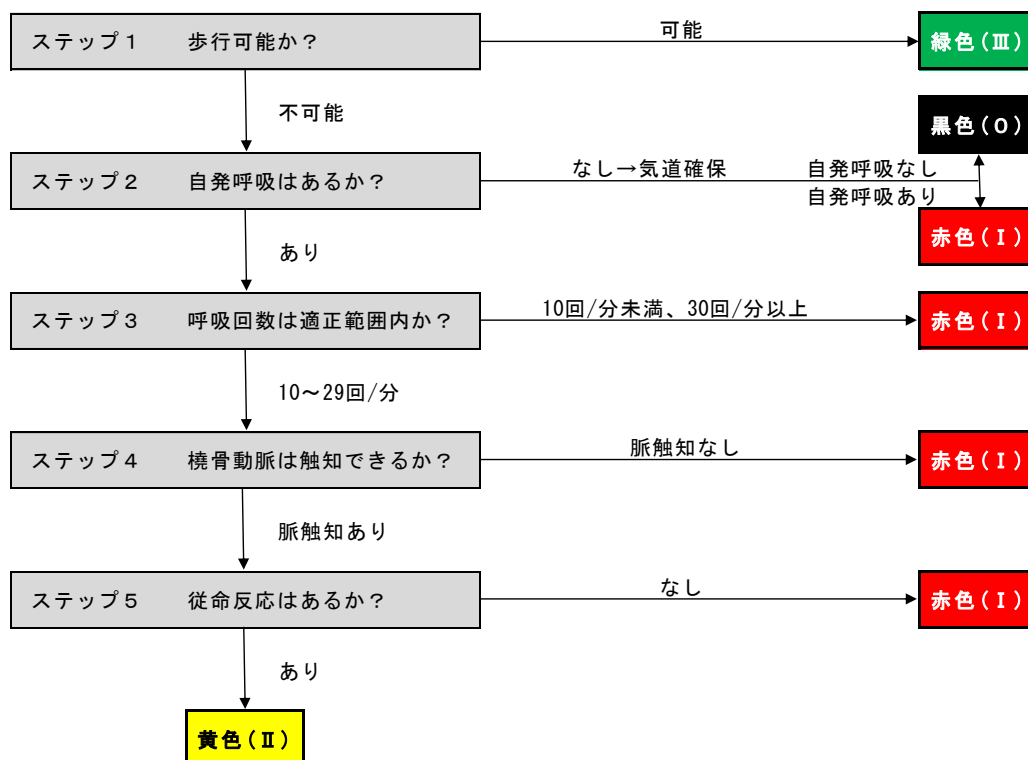 ステップ1　歩行可能か？
可能
緑色(Ⅲ)
不可能
黒色(O)
ステップ2　自発呼吸はあるか？
なし→気道確保
自発呼吸なし
自発呼吸あり
赤色(Ⅰ)
あり
ステップ3　呼吸回数は適正範囲内か？
10回/分未満、30回/分以上
赤色(Ⅰ)
10～29回/分
ステップ4　橈骨動脈は触知できるか？
脈触知なし
赤色(Ⅰ)
脈触知あり
ステップ5　従命反応はあるか？
なし
赤色(Ⅰ)
あり
黄色(Ⅱ)